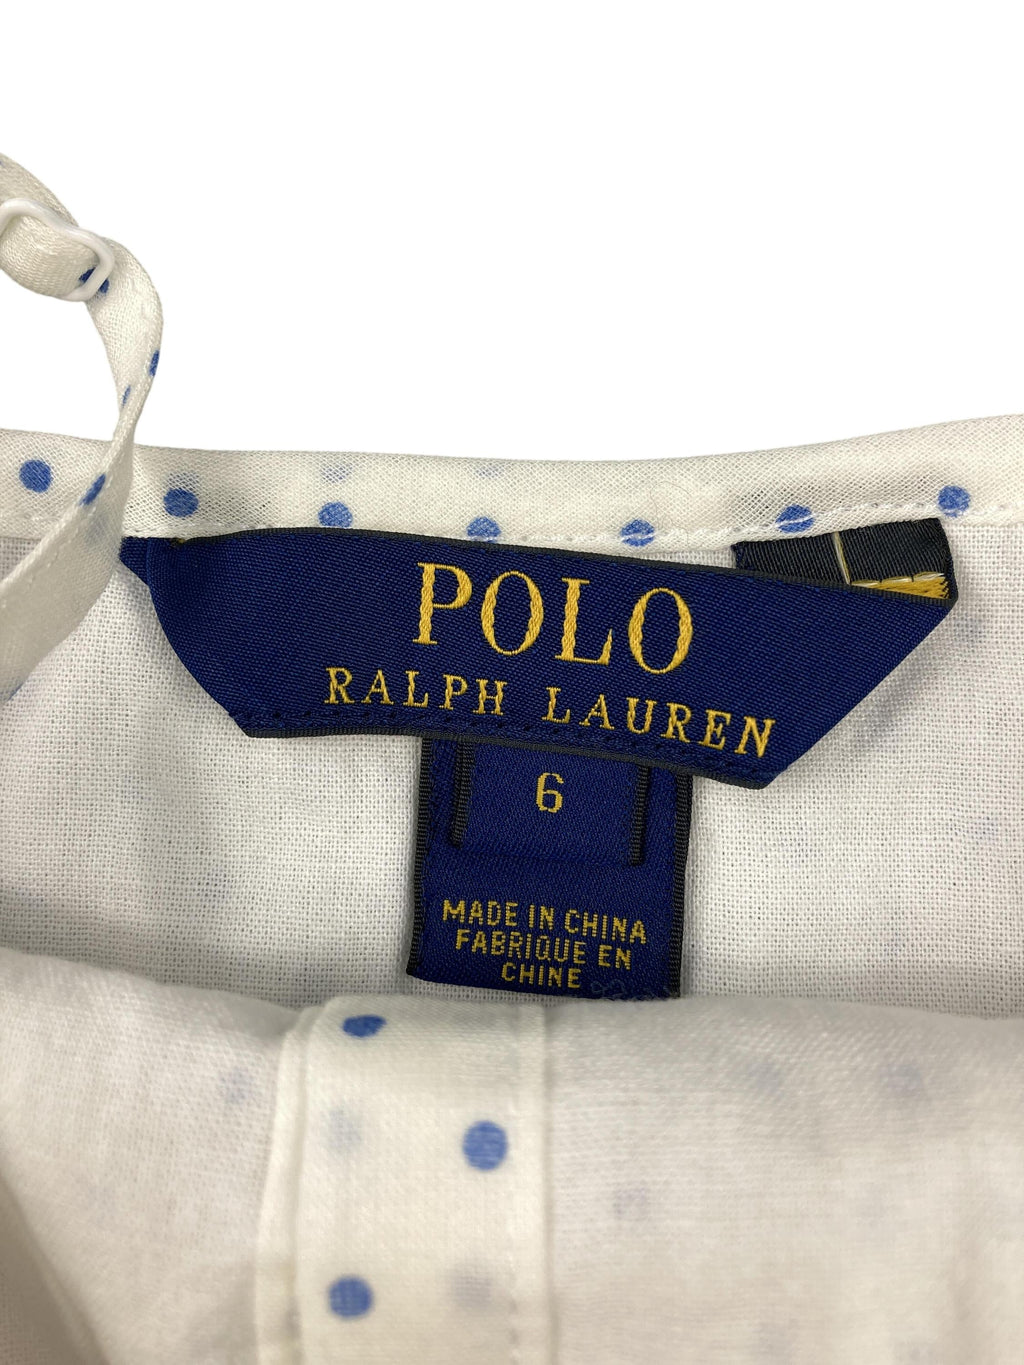 POLO
RALPH LAUREN
6
MADE IN CHINA
FABRIQUE EN
CHINE